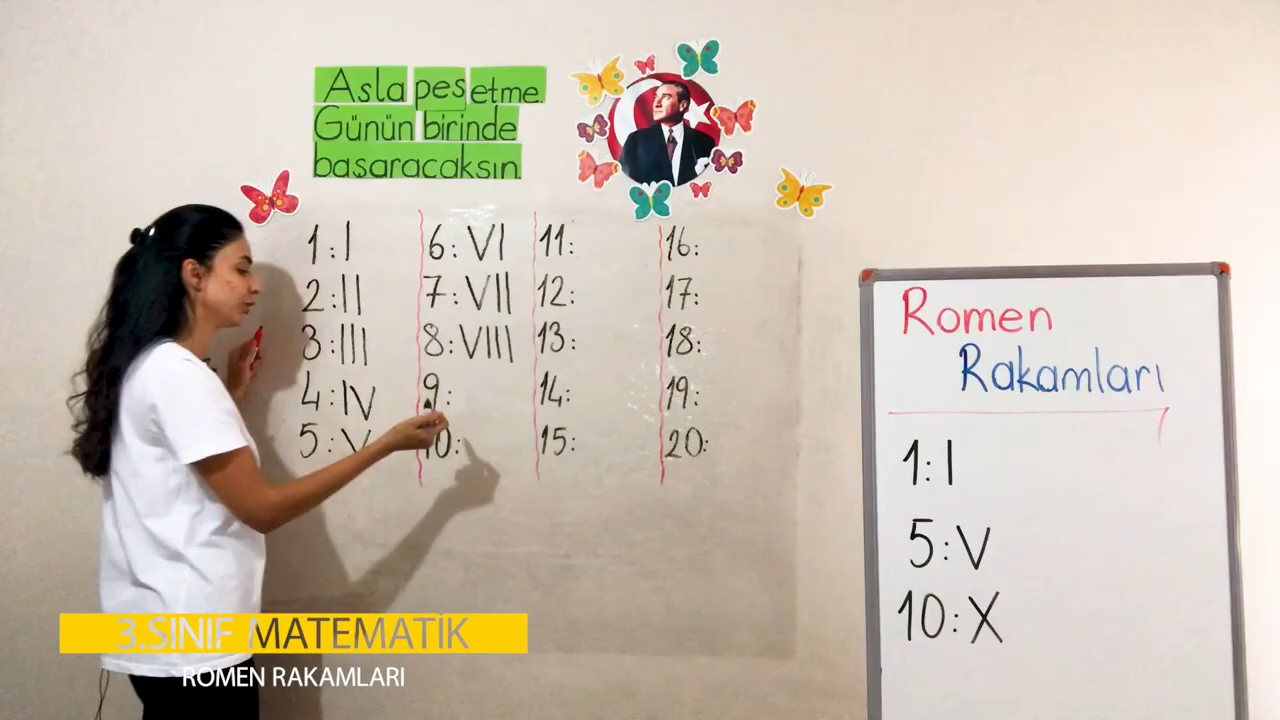 Asla pes etme.
Günün birinde
başaracaksın.
1: I
2: II
3: III
4: IV
5: V
6: VI
7: VII
8: VIII
9:
10:
11:
12:
13:
14:
15:
16:
17:
18:
19:
20:
Romen
Rakamları
1: I
5: V
10: X
3.SINIF MATEMATİK
ROMEN RAKAMLARI